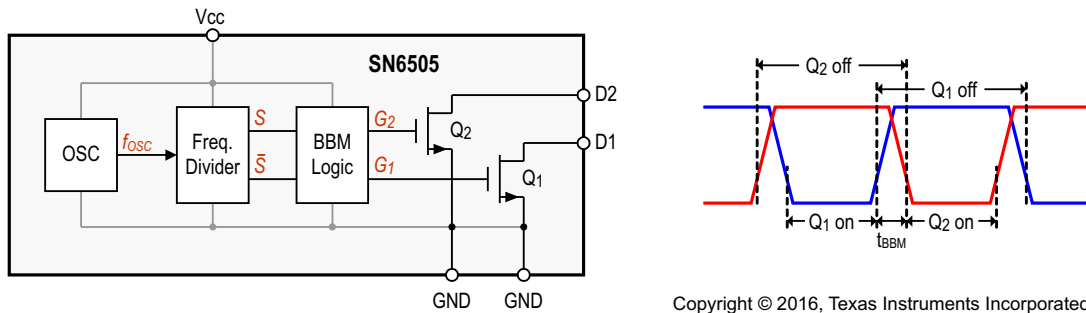 Vcc
SN6505
OSC
fOSC
Freq.
Divider
S
S̄
BBM
Logic
G2
G1
Q2
Q1
D2
D1
GND
GND
Q2 off
Q1 off
Q1 on
tBBM
Q2 on
Copyright © 2016, Texas Instruments Incorporated